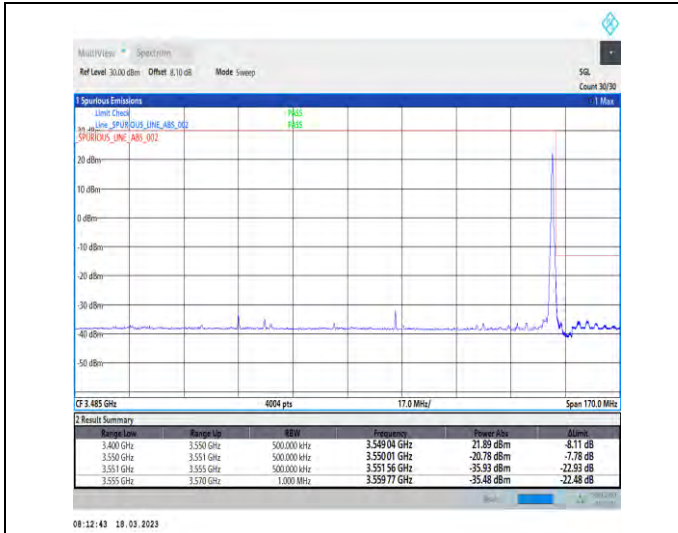 MultiView Spectrum
Ref Level 30.00 dBm Offset 8.10 dB Mode Sweep SGL
Count 30/30
1 Spurious Emissions 1 Max
Limit Check PASS
Line _SPURIOUS_LINE_ABS_002 PASS
_SPURIOUS_LINE_ABS_002
20 dBm
10 dBm
0 dBm
-10 dBm
-20 dBm
-30 dBm
-40 dBm
-50 dBm
CF 3.485 GHz 4004 pts 17.0 MHz/ Span 170.0 MHz
2 Result Summary
Range Low Range Up RBW Frequency Power Abs ΔLimit
3.400 GHz 3.550 GHz 500.000 kHz 3.549 04 GHz 21.89 dBm -8.11 dB
3.550 GHz 3.551 GHz 500.000 kHz 3.550 01 GHz -20.78 dBm -7.78 dB
3.551 GHz 3.555 GHz 500.000 kHz 3.551 56 GHz -35.93 dBm -22.93 dB
3.555 GHz 3.570 GHz 1.000 MHz 3.559 77 GHz -35.48 dBm -22.48 dB
08:12:43 18.03.2023